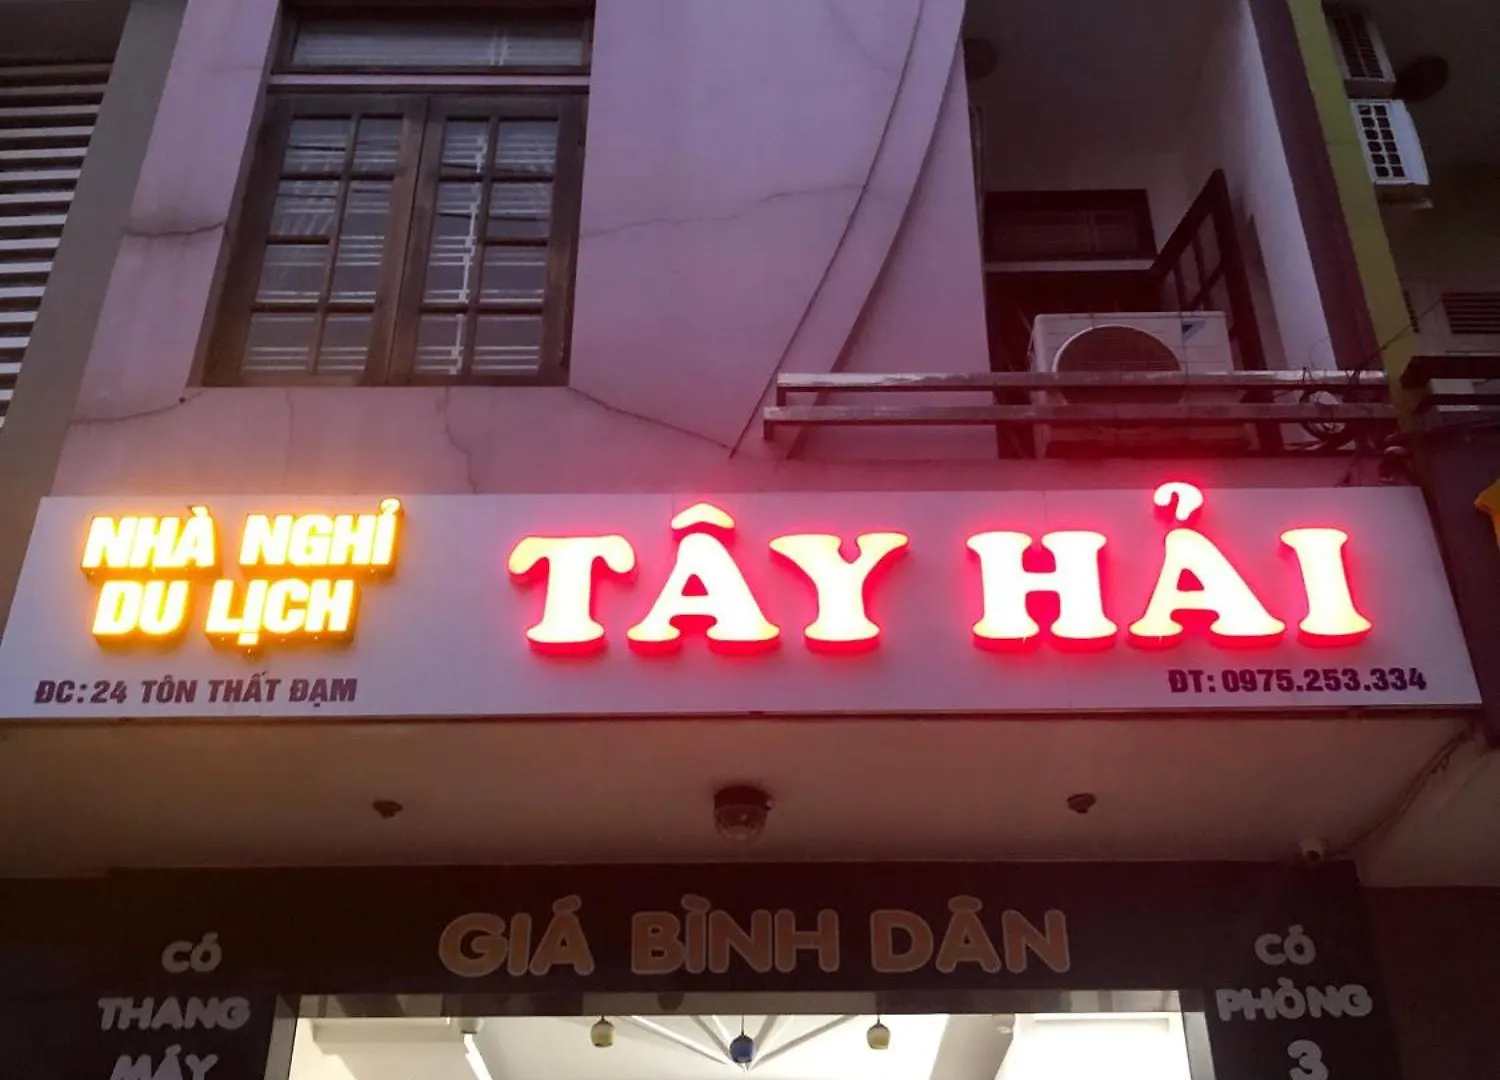 NHÀ NGHỈ
DU LỊCH
TÂY HẢI
ĐC: 24 TÔN THẤT ĐẠM
ĐT: 0975.253.334
GIÁ BÌNH DÂN
CÓ
THANG
MÁY
CÓ
PHÒNG
3